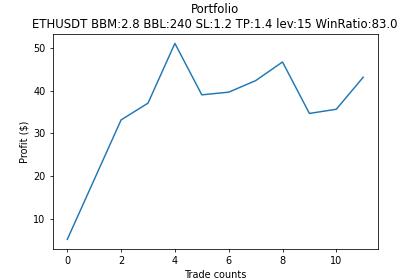 Portfolio
ETHUSDT BBM:2.8 BBL:240 SL:1.2 TP:1.4 lev:15 WinRatio:83.0
50
40
30
20
10
Profit ($)
0 2 4 6 8 10
Trade counts